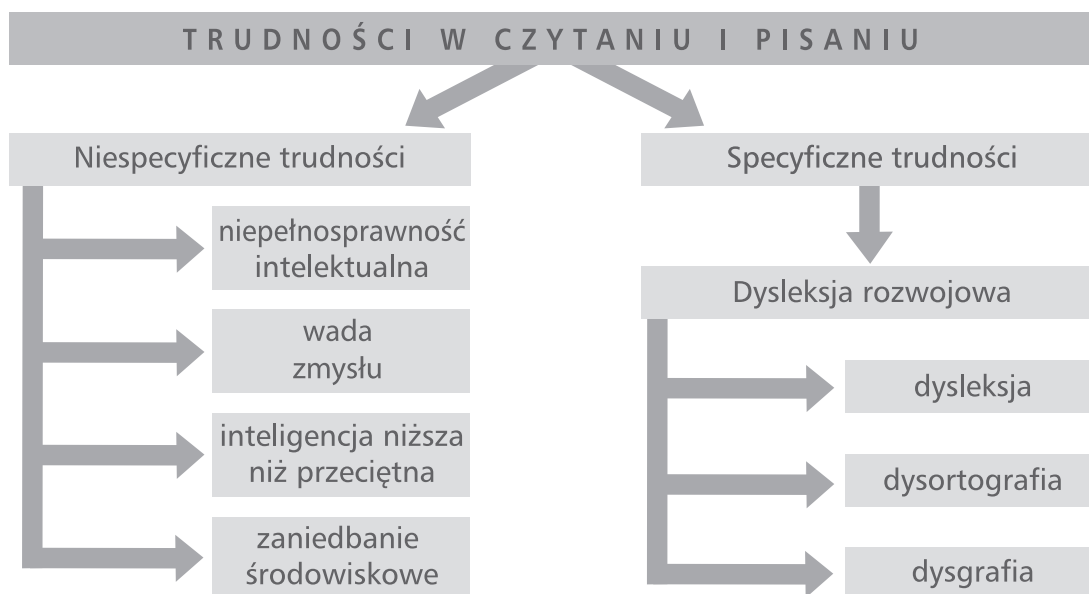 TRUDNOŚCI W CZYTANIU I PISANIU
Niespecyficzne trudności
niepełnosprawność
intelektualna
wada
zmysłu
inteligencja niższa
niż przeciętna
zaniedbanie
środowiskowe
Specyficzne trudności
Dysleksja rozwojowa
dysleksja
dysortografia
dysgrafia